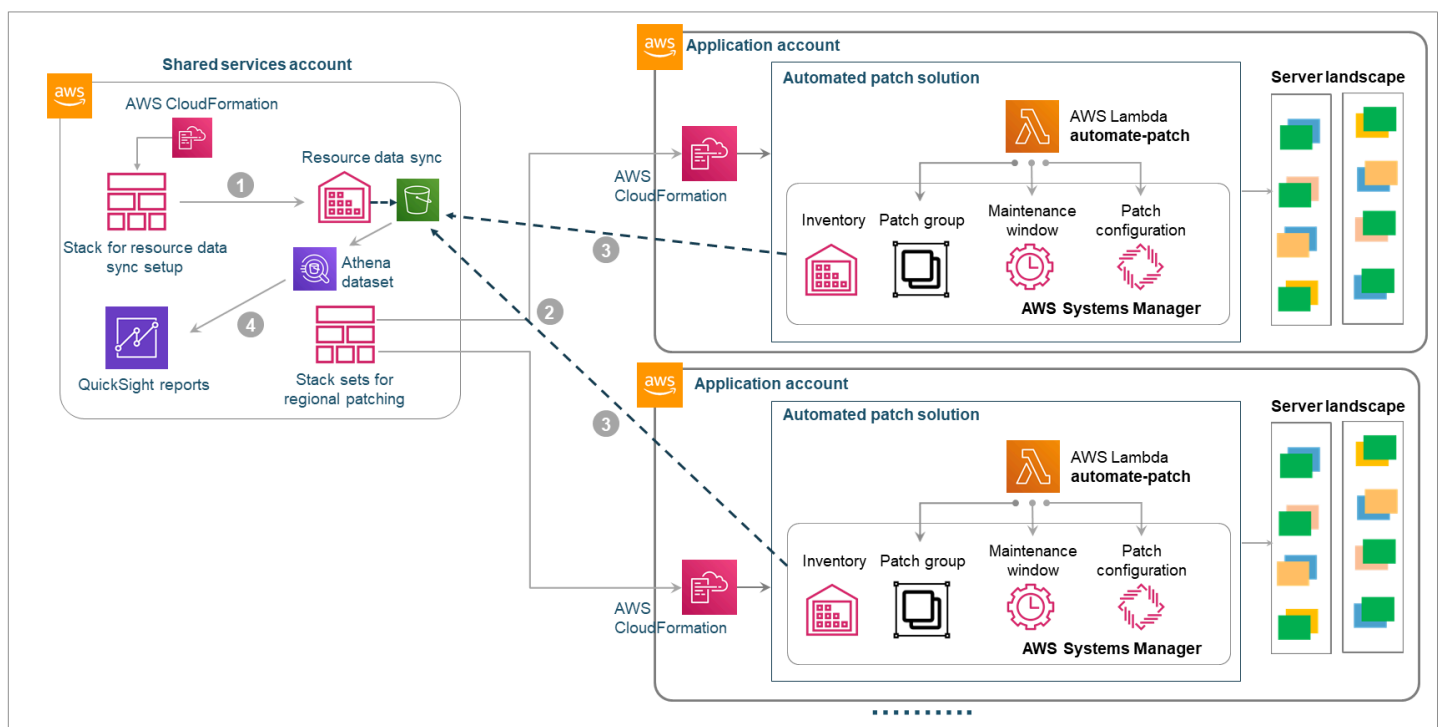 Shared services account
aws
AWS CloudFormation
Resource data sync
1
Stack for resource data
sync setup
Athena
dataset
4
QuickSight reports
Stack sets for
regional patching
2
3
3
aws
Application account
Automated patch solution
AWS Lambda
automate-patch
AWS
CloudFormation
Inventory
Patch group
Maintenance
window
Patch
configuration
AWS Systems Manager
Server landscape
aws
Application account
Automated patch solution
AWS Lambda
automate-patch
AWS
CloudFormation
Inventory
Patch group
Maintenance
window
Patch
configuration
AWS Systems Manager
Server landscape